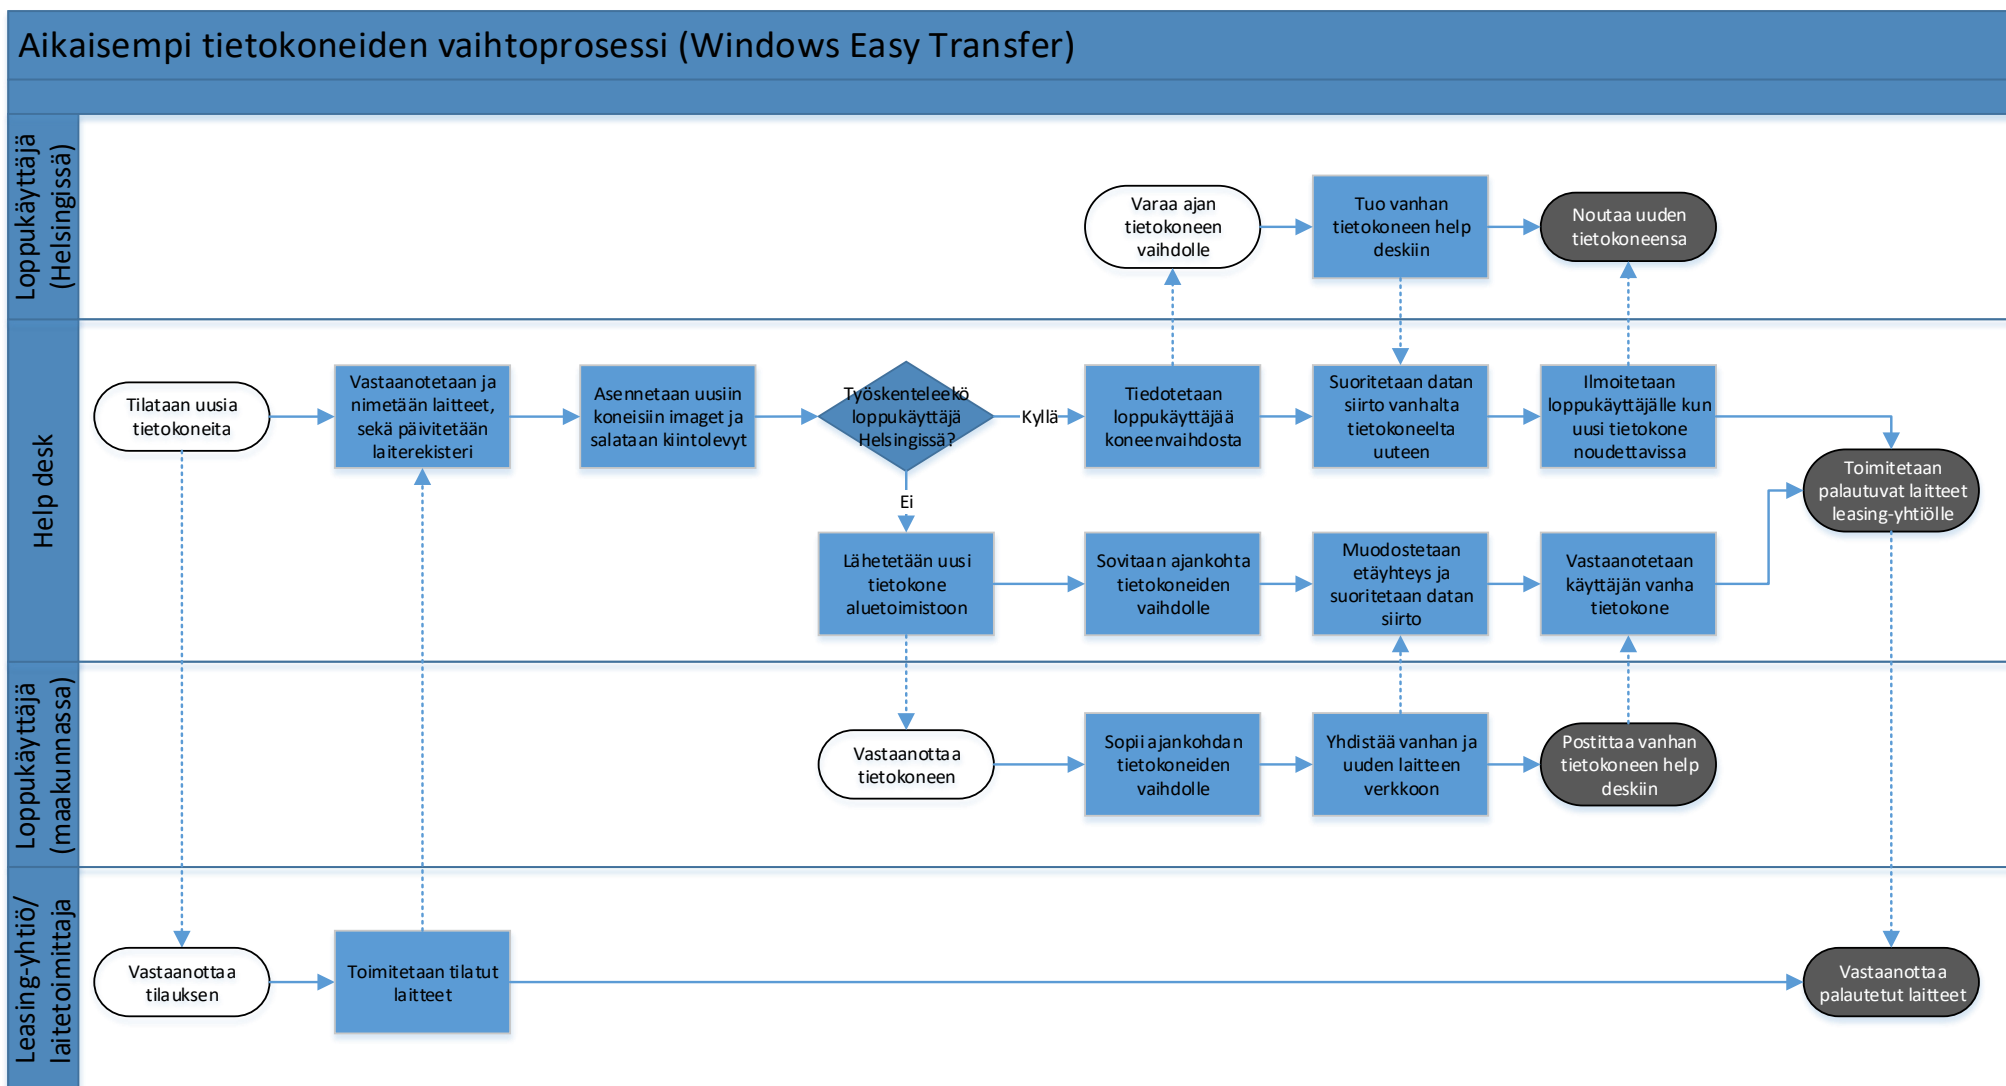 Aikaisempi tietokoneiden vaihtoprosessi (Windows Easy Transfer)
Loppukäyttäjä
(Helsingissä)
Varaa ajan
tietokoneen
vaihdolle
Tuo vanhan
tietokoneen help
deskiin
Noutaa uuden
tietokoneensa
Help desk
Tilataan uusia
tietokoneita
Vastaanotetaan ja
nimetään laitteet,
sekä päivitetään
laiterekisteri
Asennetaan uusiin
koneisiin imaget ja
salataan kiintolevyt
Työskenteleekö
loppukäyttäjä
Helsingissä?
Kyllä
Tiedotetaan
loppukäyttäjää
koneenvaihdosta
Suoritetaan datan
siirto vanhalta
tietokoneelta
uuteen
Ilmoitetaan
loppukäyttäjälle kun
uusi tietokone
noudettavissa
Toimitetaan
palautuvat laitteet
leasing-yhtiölle
Ei
Lähetetään uusi
tietokone
aluetoimistoon
Sovitaan ajankohta
tietokoneiden
vaihdolle
Muodostetaan
etäyhteys ja
suoritetaan datan
siirto
Vastaanotetaan
käyttäjän vanha
tietokone
Loppukäyttäjä
(maakunnassa)
Vastaanottaa
tietokoneen
Sopii ajankohdan
tietokoneiden
vaihdolle
Yhdistää vanhan ja
uuden laitteen
verkkoon
Postittaa vanhan
tietokoneen help
deskiin
Leasing-yhtiö/
laitetoimittaja
Vastaanottaa
tilauksen
Toimitetaan tilatut
laitteet
Vastaanottaa
palautetut laitteet